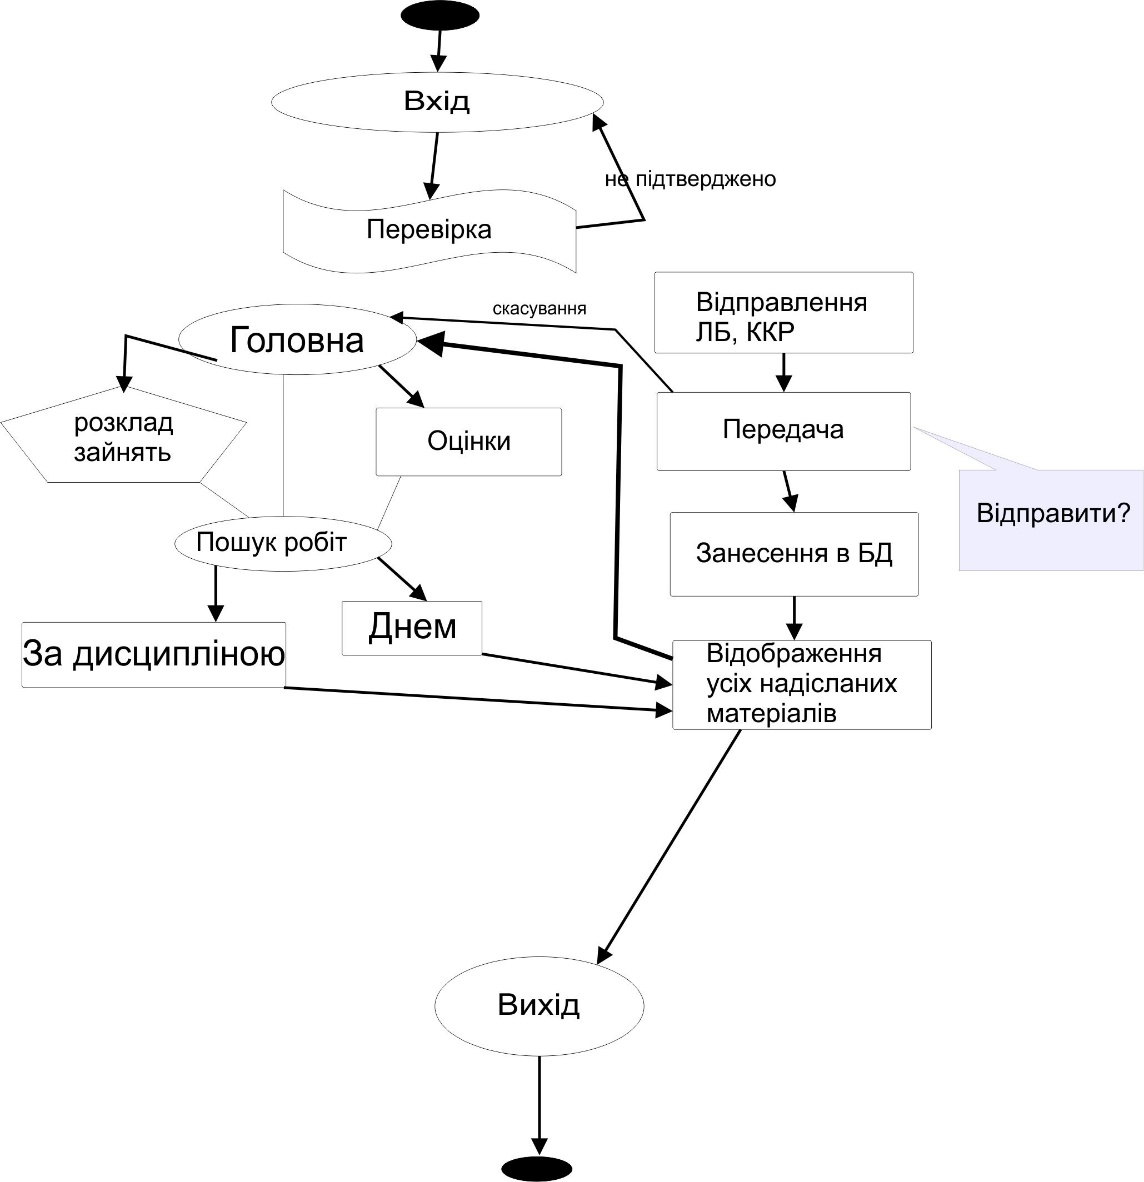 Вхід
не підтверджено
Перевірка
Відправлення
ЛБ, ККР
скасування
Головна
розклад
зайнять
Оцінки
Передача
Відправити?
Пошук робіт
Занесення в БД
Днем
За дисципліною
Відображення
усіх надісланих
матеріалів
Вихід